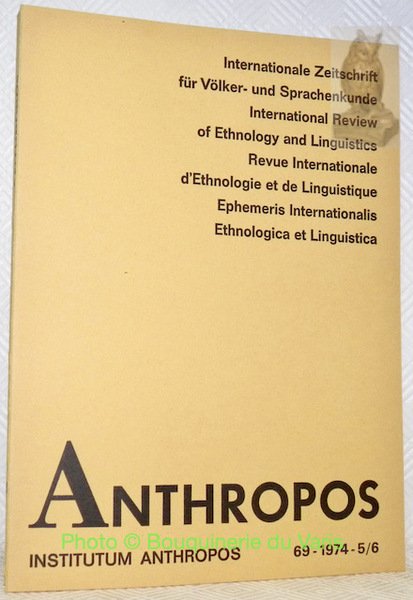 Internationale Zeitschrift
für Völker- und Sprachenkunde
International Review
of Ethnology and Linguistics
Revue Internationale
d'Ethnologie et de Linguistique
Ephemeris Internationalis
Ethnologica et Linguistica
ANTHROPOS
Photo © Bouquinerie du Varis
INSTITUTUM ANTHROPOS 69-1974-5/6